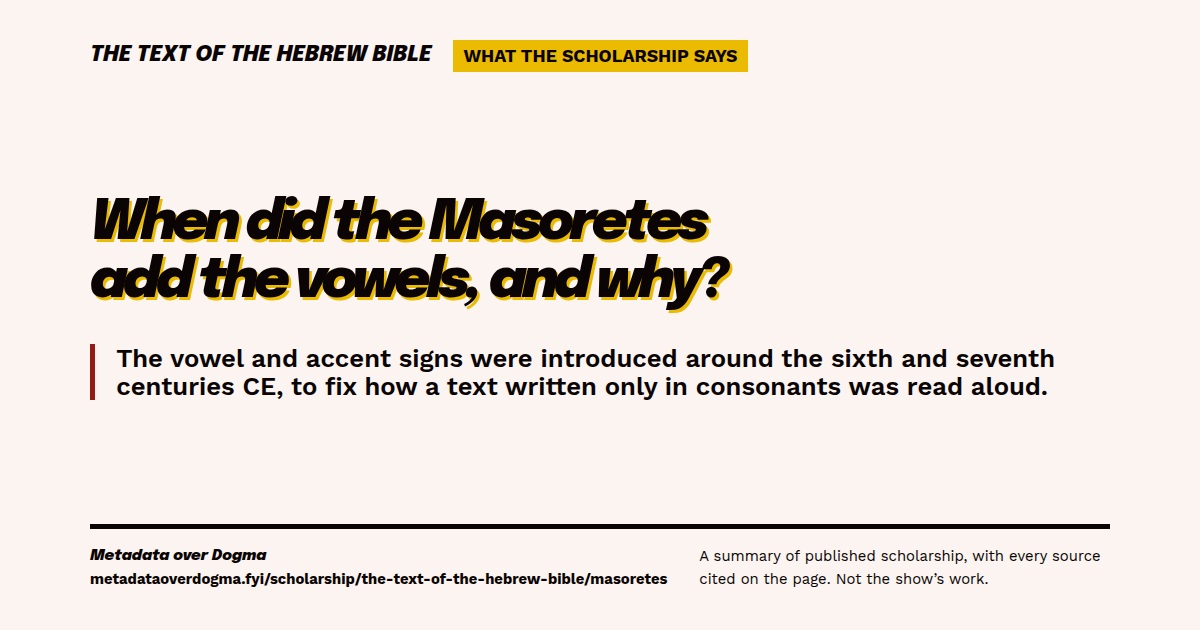 THE TEXT OF THE HEBREW BIBLE
WHAT THE SCHOLARSHIP SAYS
When did the Masoretes
add the vowels, and why?
The vowel and accent signs were introduced around the sixth and seventh
centuries CE, to fix how a text written only in consonants was read aloud.
Metadata over Dogma
metadataoverdogma.fyi/scholarship/the-text-of-the-hebrew-bible/masoretes
A summary of published scholarship, with every source
cited on the page. Not the show’s work.